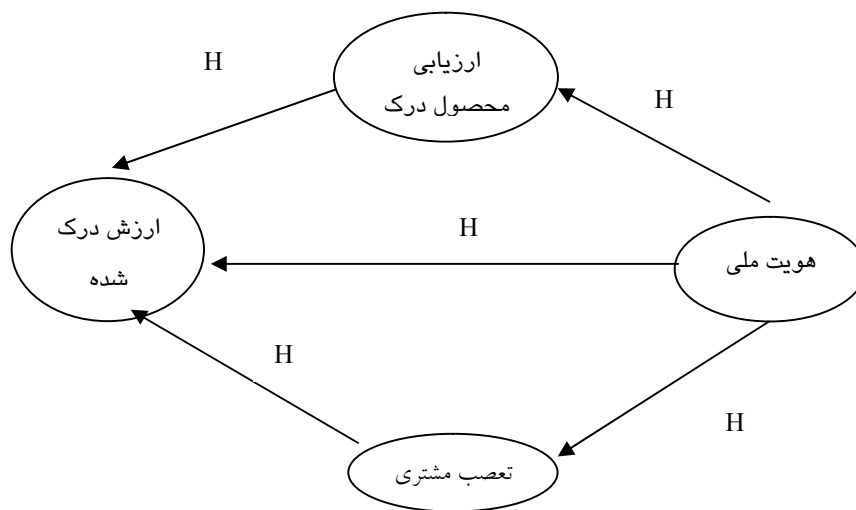 ارزیابی
محصول درک
H
H
ارزش درک
شده
H
هویت ملی
H
H
تعصب مشتری